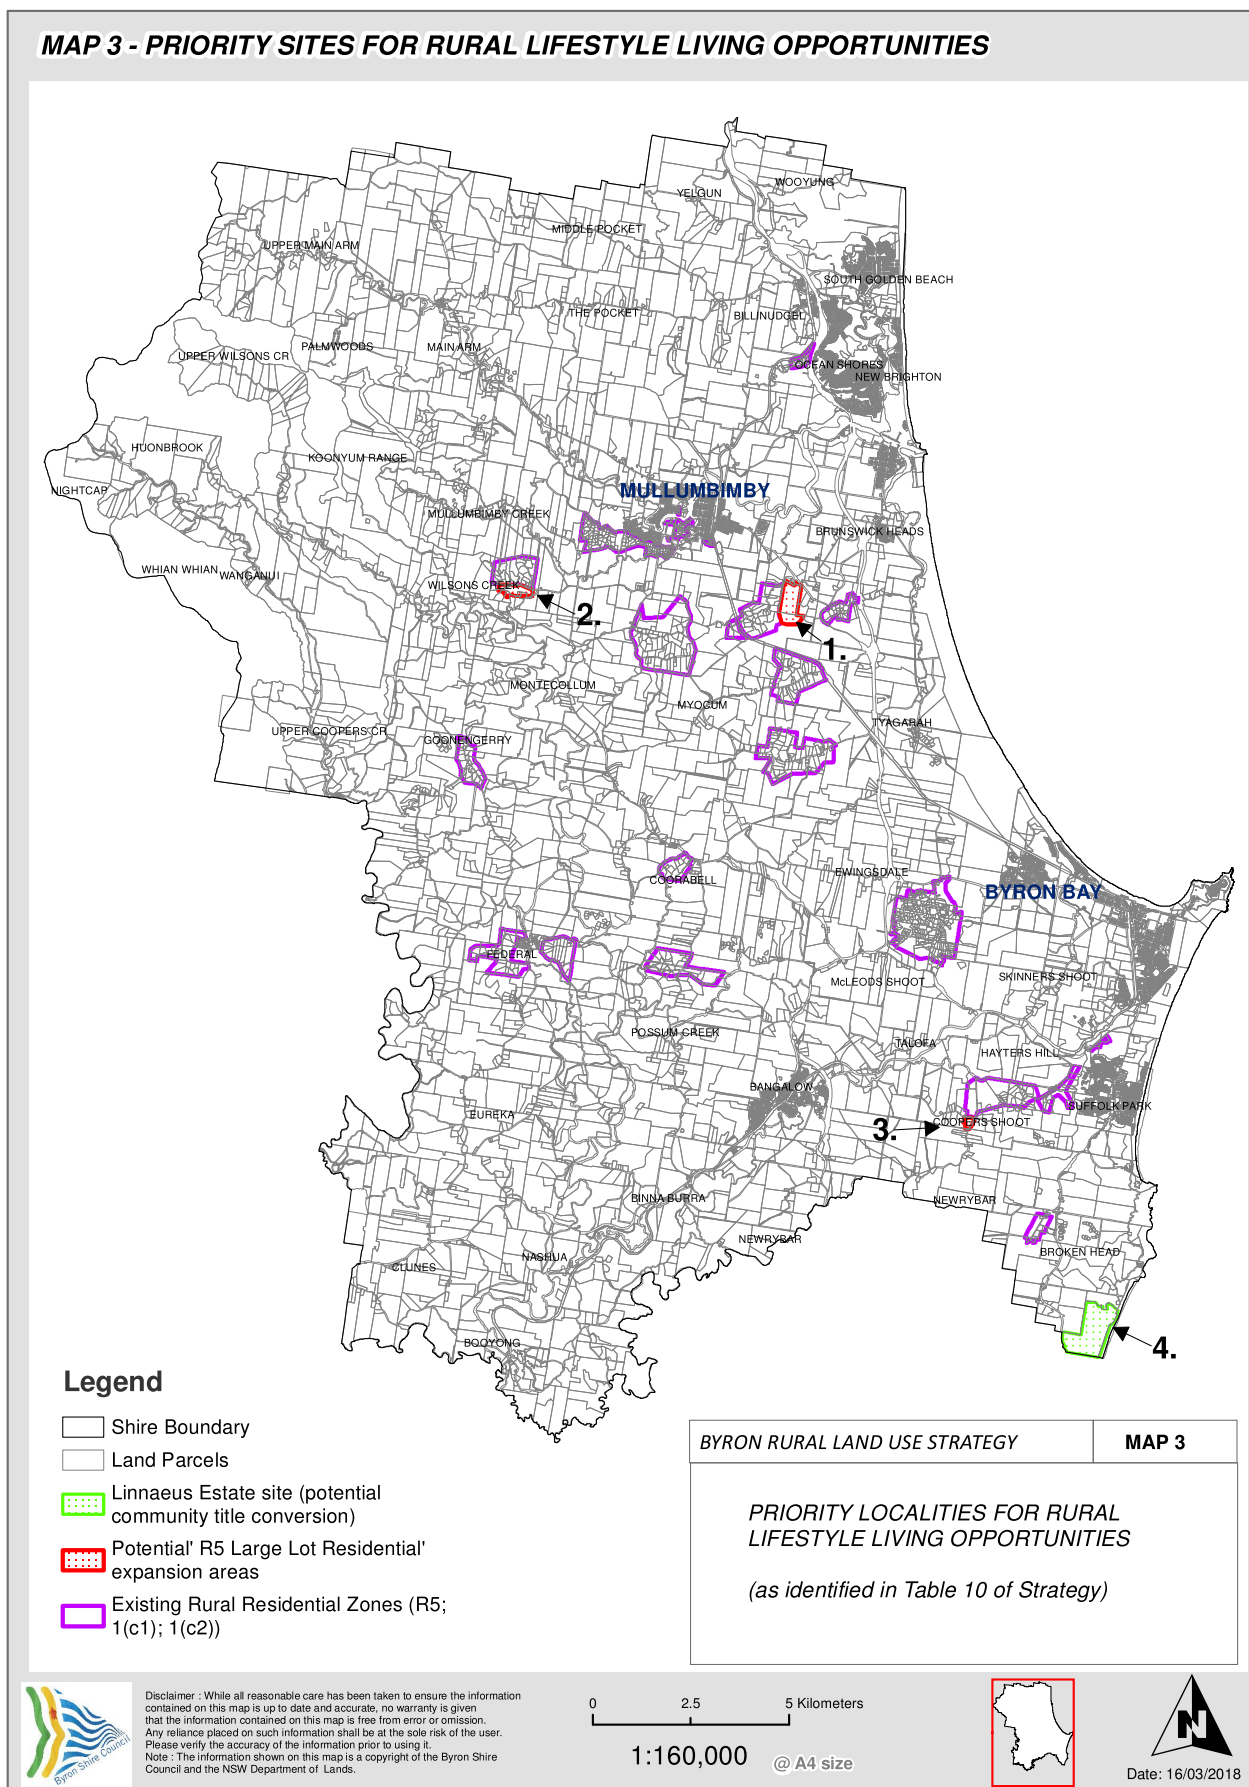 MAP 3 - PRIORITY SITES FOR RURAL LIFESTYLE LIVING OPPORTUNITIES
WOOYUNG
YELGUN
MIDDLE POCKET
UPPER MAIN ARM
SOUTH GOLDEN BEACH
THE POCKET
BILLINUDGEL
PALMWOODS
MAIN ARM
UPPER WILSONS CR
OCEAN SHORES
NEW BRIGHTON
HUONBROOK
KOONYUM RANGE
NIGHTCAP
MULLUMBIMBY
MULLUMBIMBY CREEK
BRUNSWICK HEADS
WHIAN WHIAN
WANGANUI
WILSONS CREEK
2.
1.
MONTECOLLUM
MYOCUM
TYAGARAH
UPPER COOPERS CR
GOONENGERRY
EWINGSDALE
COORABELL
BYRON BAY
FEDERAL
SKINNERS SHOOT
McLEODS SHOOT
POSSUM CREEK
TALOFA
HAYTERS HILL
BANGALOW
SUFFOLK PARK
EUREKA
3.
COOPERS SHOOT
BINNA BURRA
NEWRYBAR
NEWRYBAR
BROKEN HEAD
NASHUA
CLUNES
BOOYONG
4.
Legend
Shire Boundary
Land Parcels
Linnaeus Estate site (potential
community title conversion)
Potential' R5 Large Lot Residential'
expansion areas
Existing Rural Residential Zones (R5;
1(c1); 1(c2))
BYRON RURAL LAND USE STRATEGY
MAP 3
PRIORITY LOCALITIES FOR RURAL
LIFESTYLE LIVING OPPORTUNITIES
(as identified in Table 10 of Strategy)
Byron Shire Council
Disclaimer : While all reasonable care has been taken to ensure the information
contained on this map is up to date and accurate, no warranty is given
that the information contained on this map is free from error or omission.
Any reliance placed on such information shall be at the sole risk of the user.
Please verify the accuracy of the information prior to using it.
Note : The information shown on this map is a copyright of the Byron Shire
Council and the NSW Department of Lands.
0 2.5 5 Kilometers
1:160,000 @ A4 size
N
Date: 16/03/2018